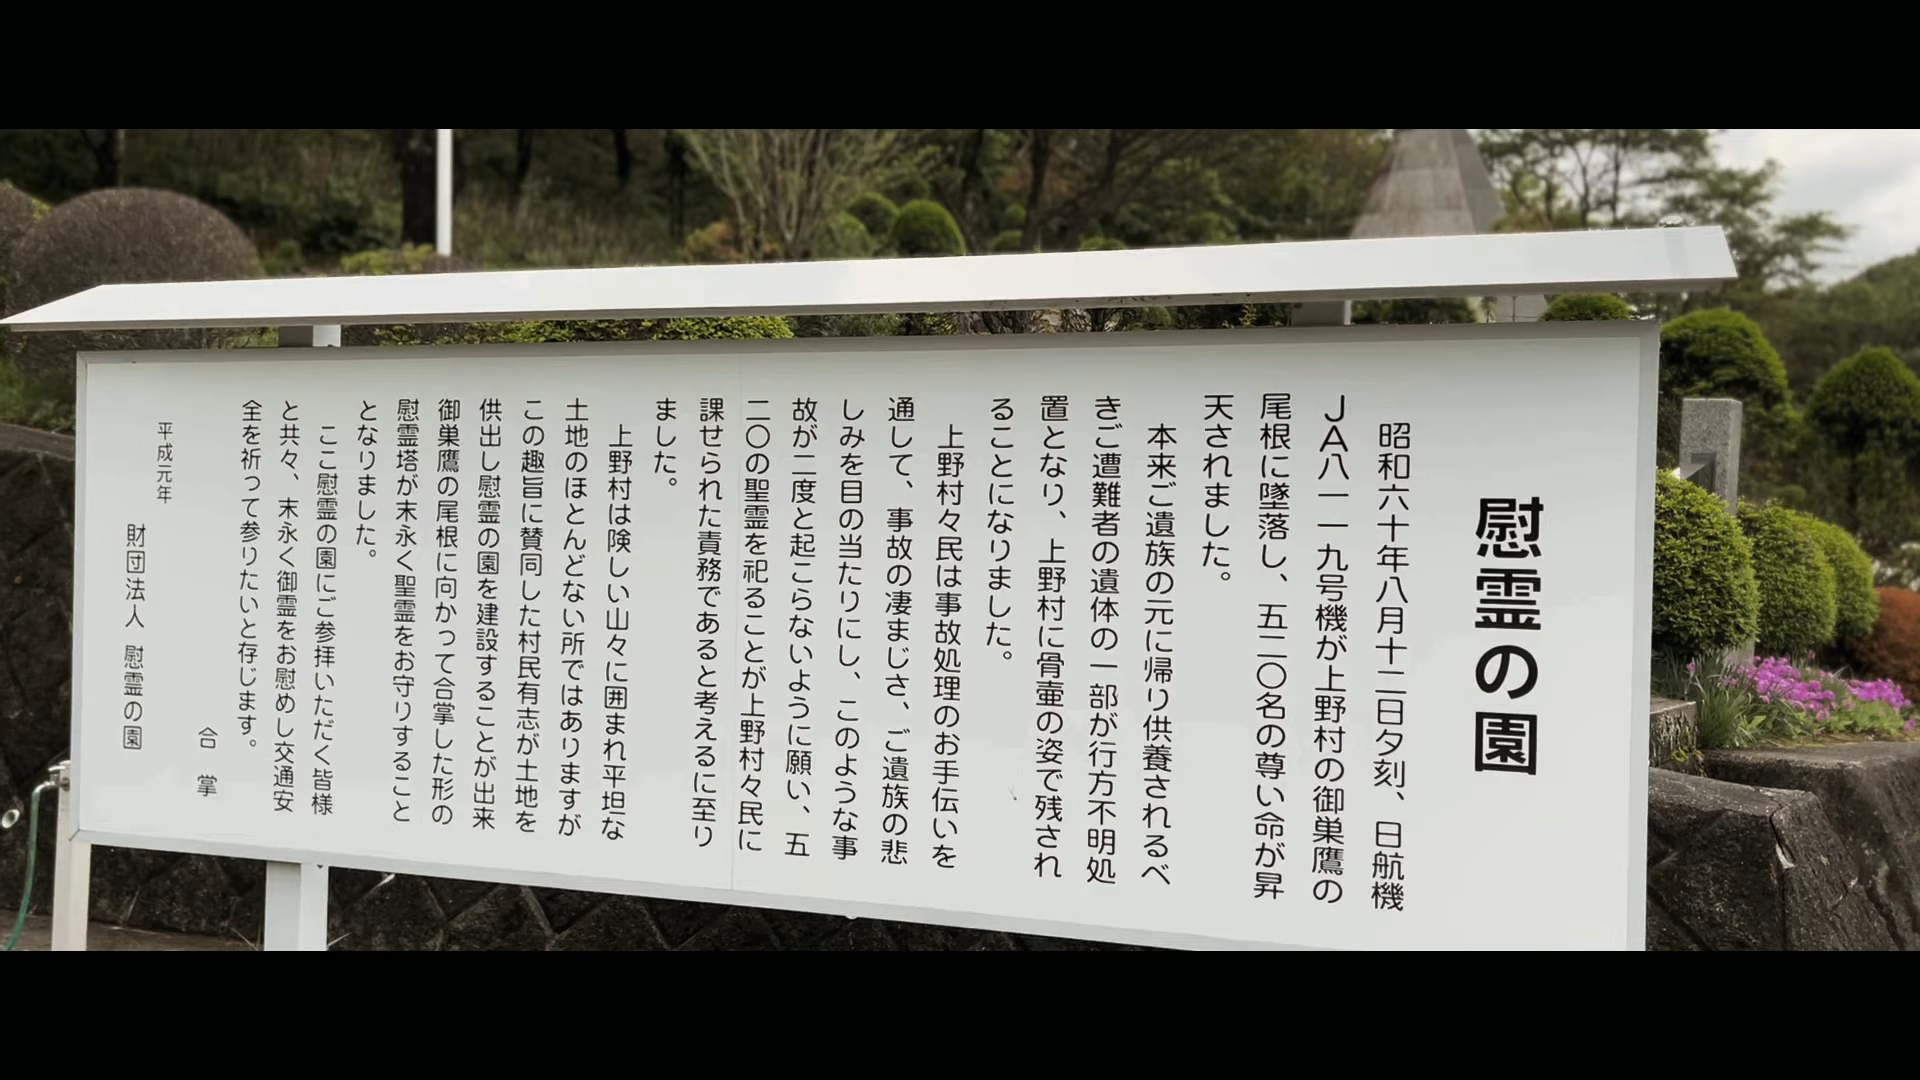 慰霊の園
昭和六十年八月十二日夕刻、日航機
ＪＡ八一一九号機が上野村の御巣鷹の
尾根に墜落し、五二〇名の尊い命が昇
天されました。
本来ご遺族の元に帰り供養されるべ
きご遭難者の遺体の一部が行方不明処
置となり、上野村に骨壷の姿で残され
ることになりました。
上野村々民は事故処理のお手伝いを
通して、事故の凄まじさ、ご遺族の悲
しみを目の当たりにし、このような事
故が二度と起こらないように願い、五
二〇の聖霊を祀ることが上野村々民に
課せられた責務であると考えるに至り
ました。
上野村は険しい山々に囲まれ平坦な
土地のほとんどない所ではありますが
この趣旨に賛同した村民有志が土地を
供出し慰霊の園を建設することが出来
御巣鷹の尾根に向かって合掌した形の
慰霊塔が末永く聖霊をお守りすること
となりました。
ここ慰霊の園にご参拝いただく皆様
と共々、末永く御霊をお慰めし交通安
全を祈って参りたいと存じます。
合掌
平成元年
財団法人 慰霊の園